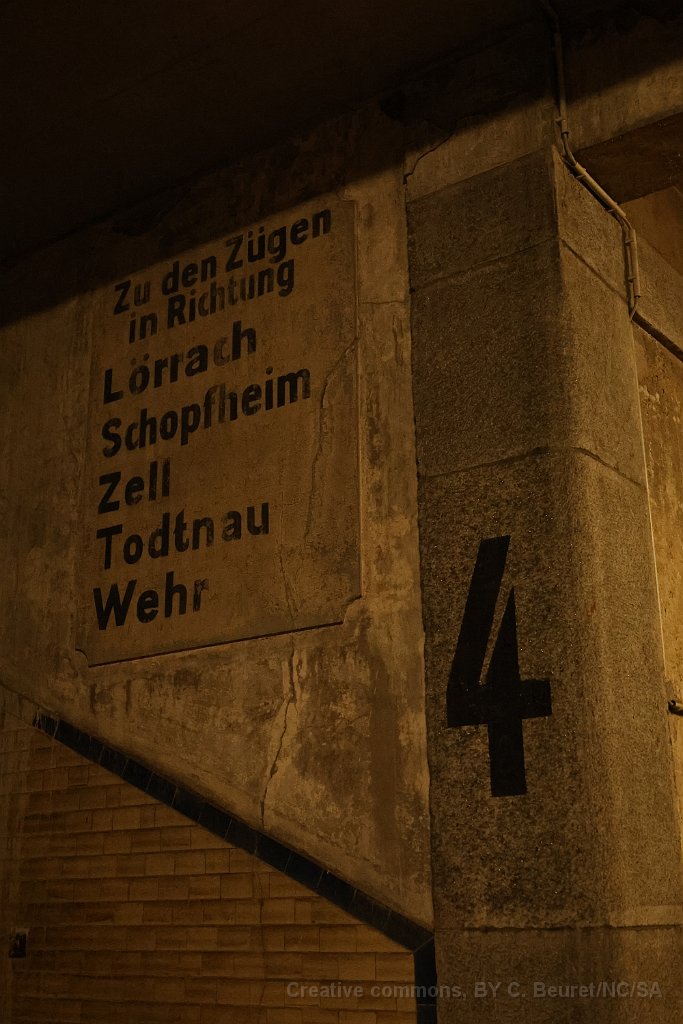 Zu den Zügen
in Richtung
Lörrach
Schopfheim
Zell
Todtnau
Wehr
4
Creative commons, BY C. Beuret/NC/SA